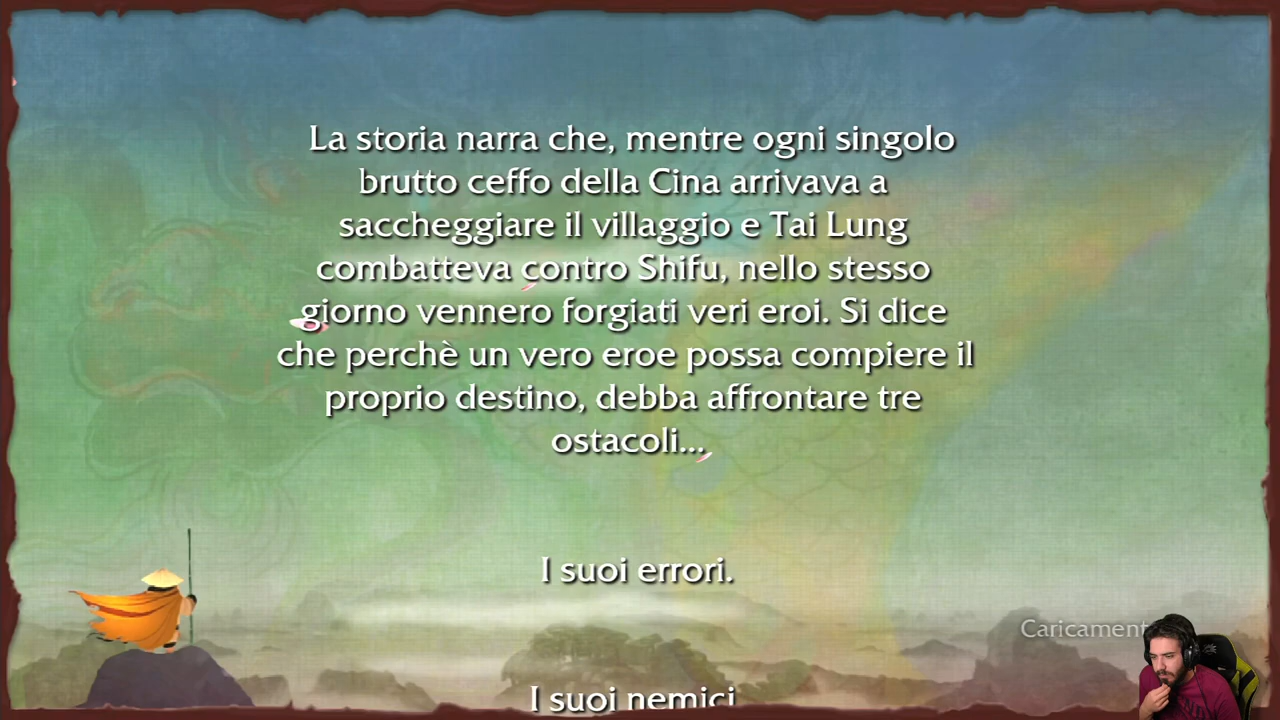 La storia narra che, mentre ogni singolo
brutto ceffo della Cina arrivava a
saccheggiare il villaggio e Tai Lung
combatteva contro Shifu, nello stesso
giorno vennero forgiati veri eroi. Si dice
che perchè un vero eroe possa compiere il
proprio destino, debba affrontare tre
ostacoli...
I suoi errori.
Caricament
I suoi nemici